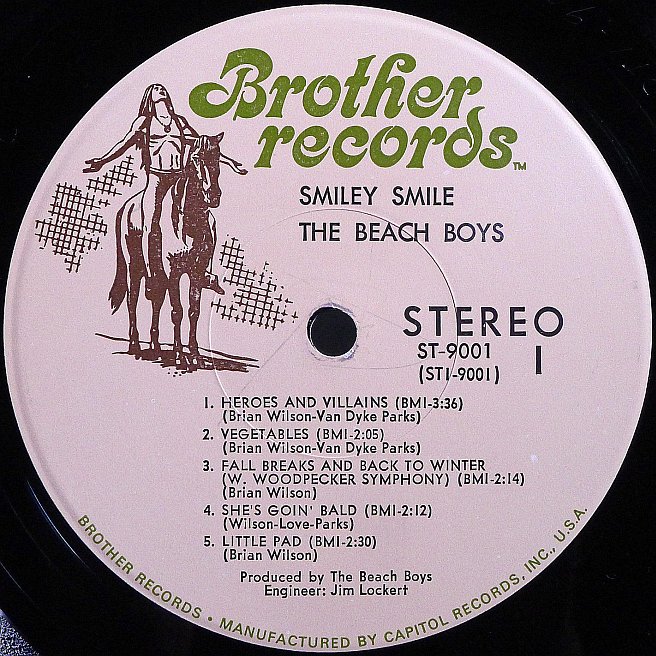 Brother
records™
SMILEY SMILE
THE BEACH BOYS
STEREO
ST-9001
(ST1-9001)
1
1. HEROES AND VILLAINS (BMI-3:36)
(Brian Wilson-Van Dyke Parks)
2. VEGETABLES (BMI-2:05)
(Brian Wilson-Van Dyke Parks)
3. FALL BREAKS AND BACK TO WINTER
(W. WOODPECKER SYMPHONY) (BMI-2:14)
(Brian Wilson)
4. SHE'S GOIN' BALD (BMI-2:12)
(Wilson-Love-Parks)
5. LITTLE PAD (BMI-2:30)
(Brian Wilson)
Produced by The Beach Boys
Engineer: Jim Lockert
BROTHER RECORDS • MANUFACTURED BY CAPITOL RECORDS, INC., U.S.A.